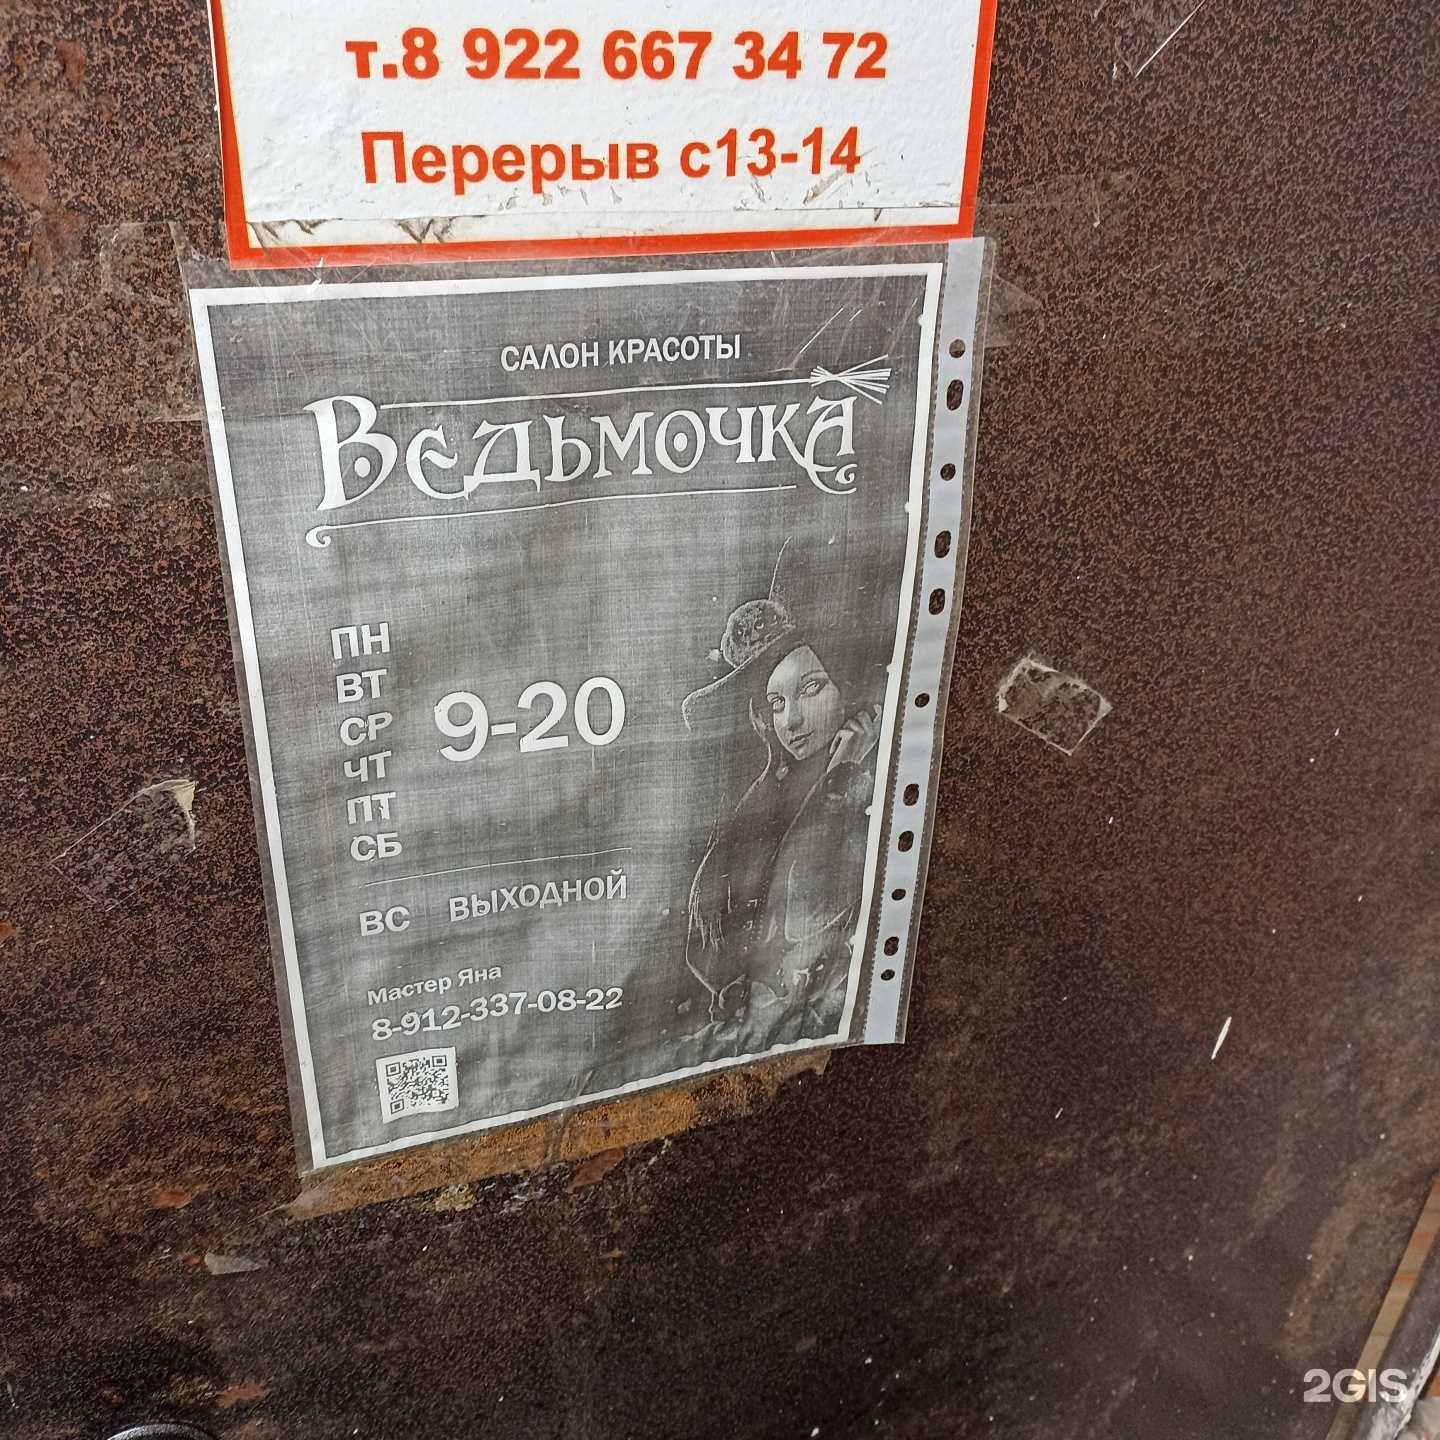 т.8 922 667 34 72
Перерыв с13-14
САЛОН КРАСОТЫ
ВЕДЬМОЧКА
ПН
ВТ
СР
ЧТ
ПТ
СБ
9-20
ВС ВЫХОДНОЙ
Мастер Яна
8-912-337-08-22
2GIS